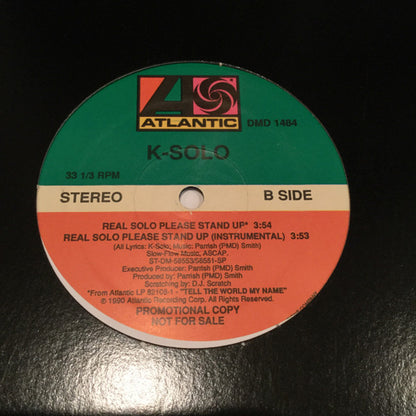 ATLANTIC
DMD 1464
K-SOLO
33 1/3 RPM
STEREO
B SIDE
REAL SOLO PLEASE STAND UP* 3:54
REAL SOLO PLEASE STAND UP (INSTRUMENTAL) 3:53
(All Lyrics: K-Solo, Music: Parrish (PMD) Smith)
Slow-Flow Music, ASCAP.
ST-DM-58553/58551-SP
Executive Producer: Parrish (PMD) Smith
Produced by: Parrish (PMD) Smith
Scratching by: D.J. Scratch
*From Atlantic LP 82108-1 - "TELL THE WORLD MY NAME"
© 1990 Atlantic Recording Corp. All Rights Reserved.
PROMOTIONAL COPY
NOT FOR SALE